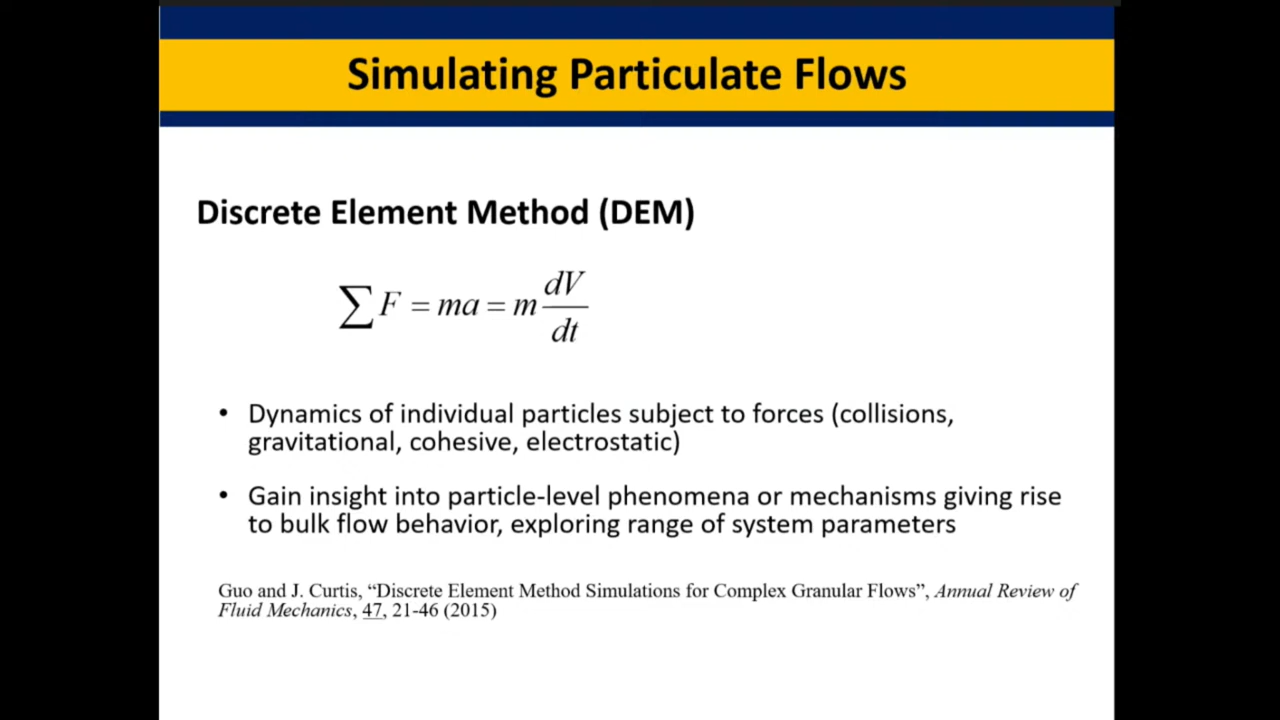 Simulating Particulate Flows
Discrete Element Method (DEM)
∑ F = ma = m dV/dt
• Dynamics of individual particles subject to forces (collisions,
gravitational, cohesive, electrostatic)
• Gain insight into particle-level phenomena or mechanisms giving rise
to bulk flow behavior, exploring range of system parameters
Guo and J. Curtis, “Discrete Element Method Simulations for Complex Granular Flows”, Annual Review of
Fluid Mechanics, 47, 21-46 (2015)